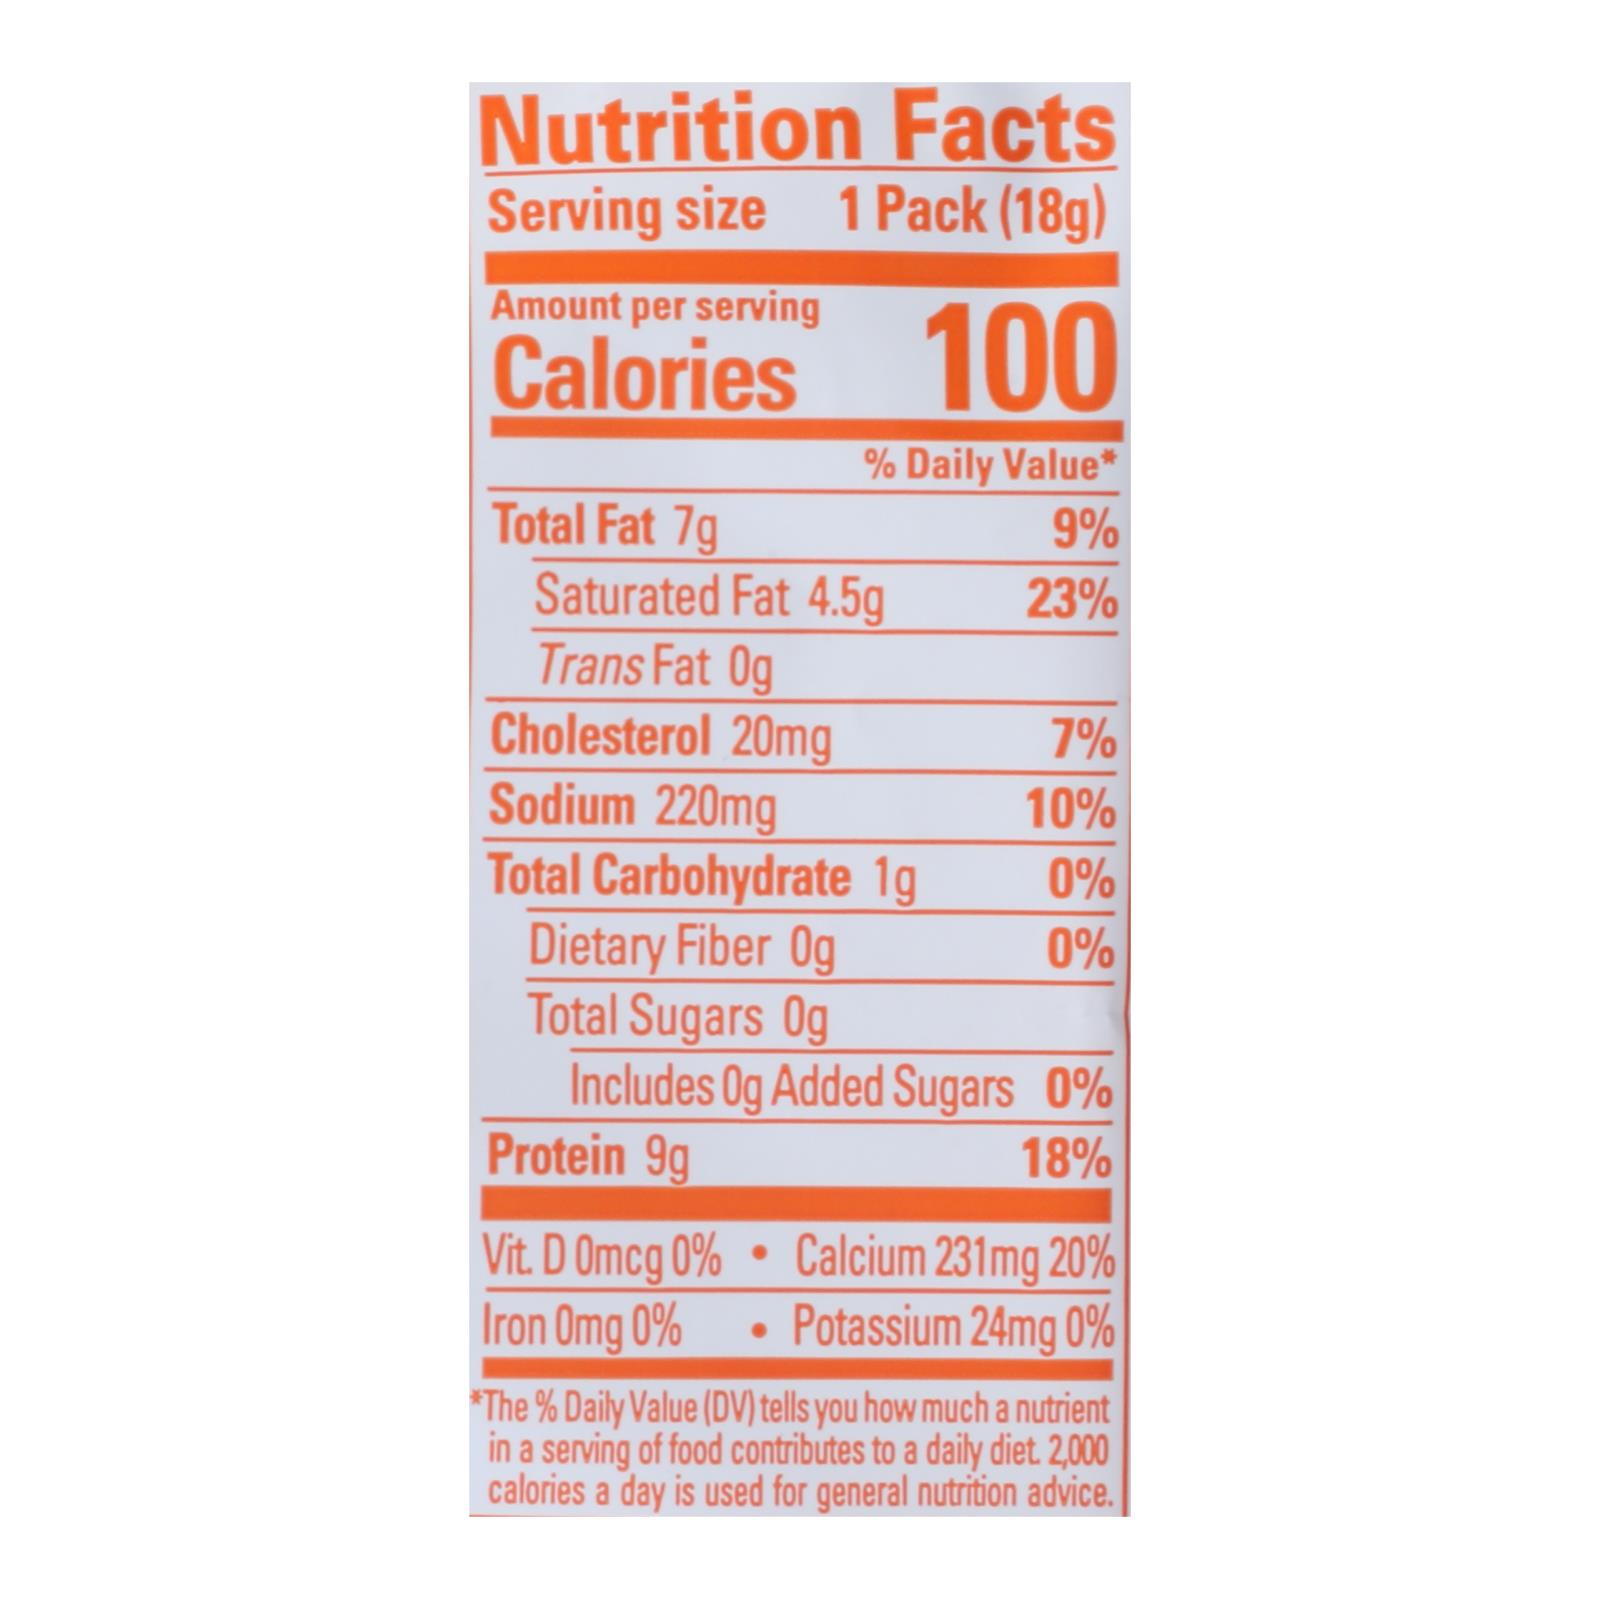 Nutrition Facts
Serving size 1 Pack (18g)
Amount per serving
Calories 100
% Daily Value*
Total Fat 7g 9%
Saturated Fat 4.5g 23%
Trans Fat 0g
Cholesterol 20mg 7%
Sodium 220mg 10%
Total Carbohydrate 1g 0%
Dietary Fiber 0g 0%
Total Sugars 0g
Includes 0g Added Sugars 0%
Protein 9g 18%
Vit. D 0mcg 0% • Calcium 231mg 20%
Iron 0mg 0% • Potassium 24mg 0%
*The % Daily Value (DV) tells you how much a nutrient
in a serving of food contributes to a daily diet. 2,000
calories a day is used for general nutrition advice.